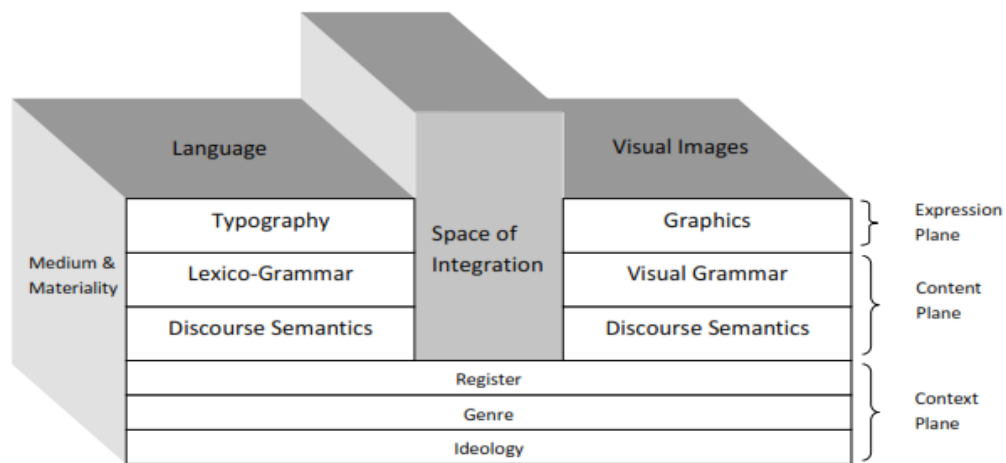 Language
Visual Images
Typography
Graphics
Expression
Plane
Space of
Integration
Medium &
Materiality
Lexico-Grammar
Visual Grammar
Content
Plane
Discourse Semantics
Discourse Semantics
Register
Genre
Context
Plane
Ideology